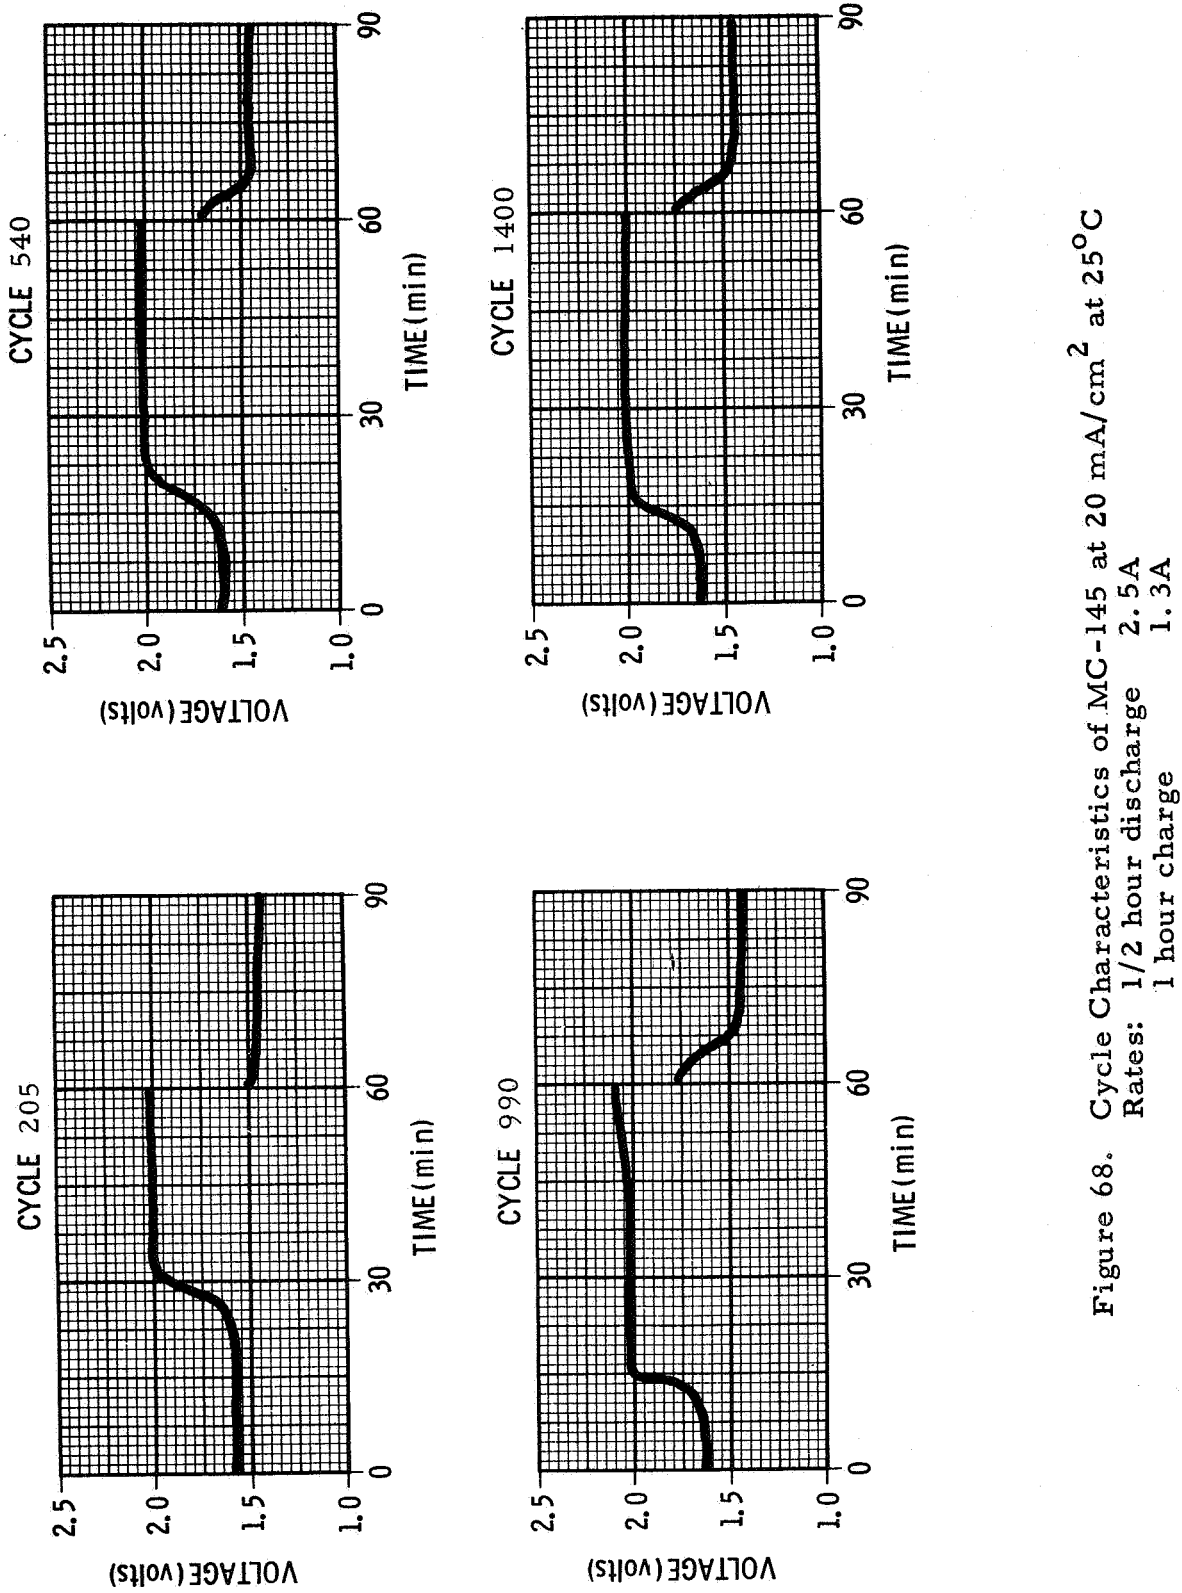 CYCLE 205
VOLTAGE (volts)
2.5
2.0
1.5
1.0
0
30
60
90
TIME (min)
CYCLE 540
VOLTAGE (volts)
2.5
2.0
1.5
1.0
0
30
60
90
TIME (min)
CYCLE 990
VOLTAGE (volts)
2.5
2.0
1.5
1.0
0
30
60
90
TIME (min)
CYCLE 1400
VOLTAGE (volts)
2.5
2.0
1.5
1.0
0
30
60
90
TIME (min)
Figure 68. Cycle Characteristics of MC-145 at 20 mA/cm² at 25°C
Rates: 1/2 hour discharge 2.5A
1 hour charge 1.3A